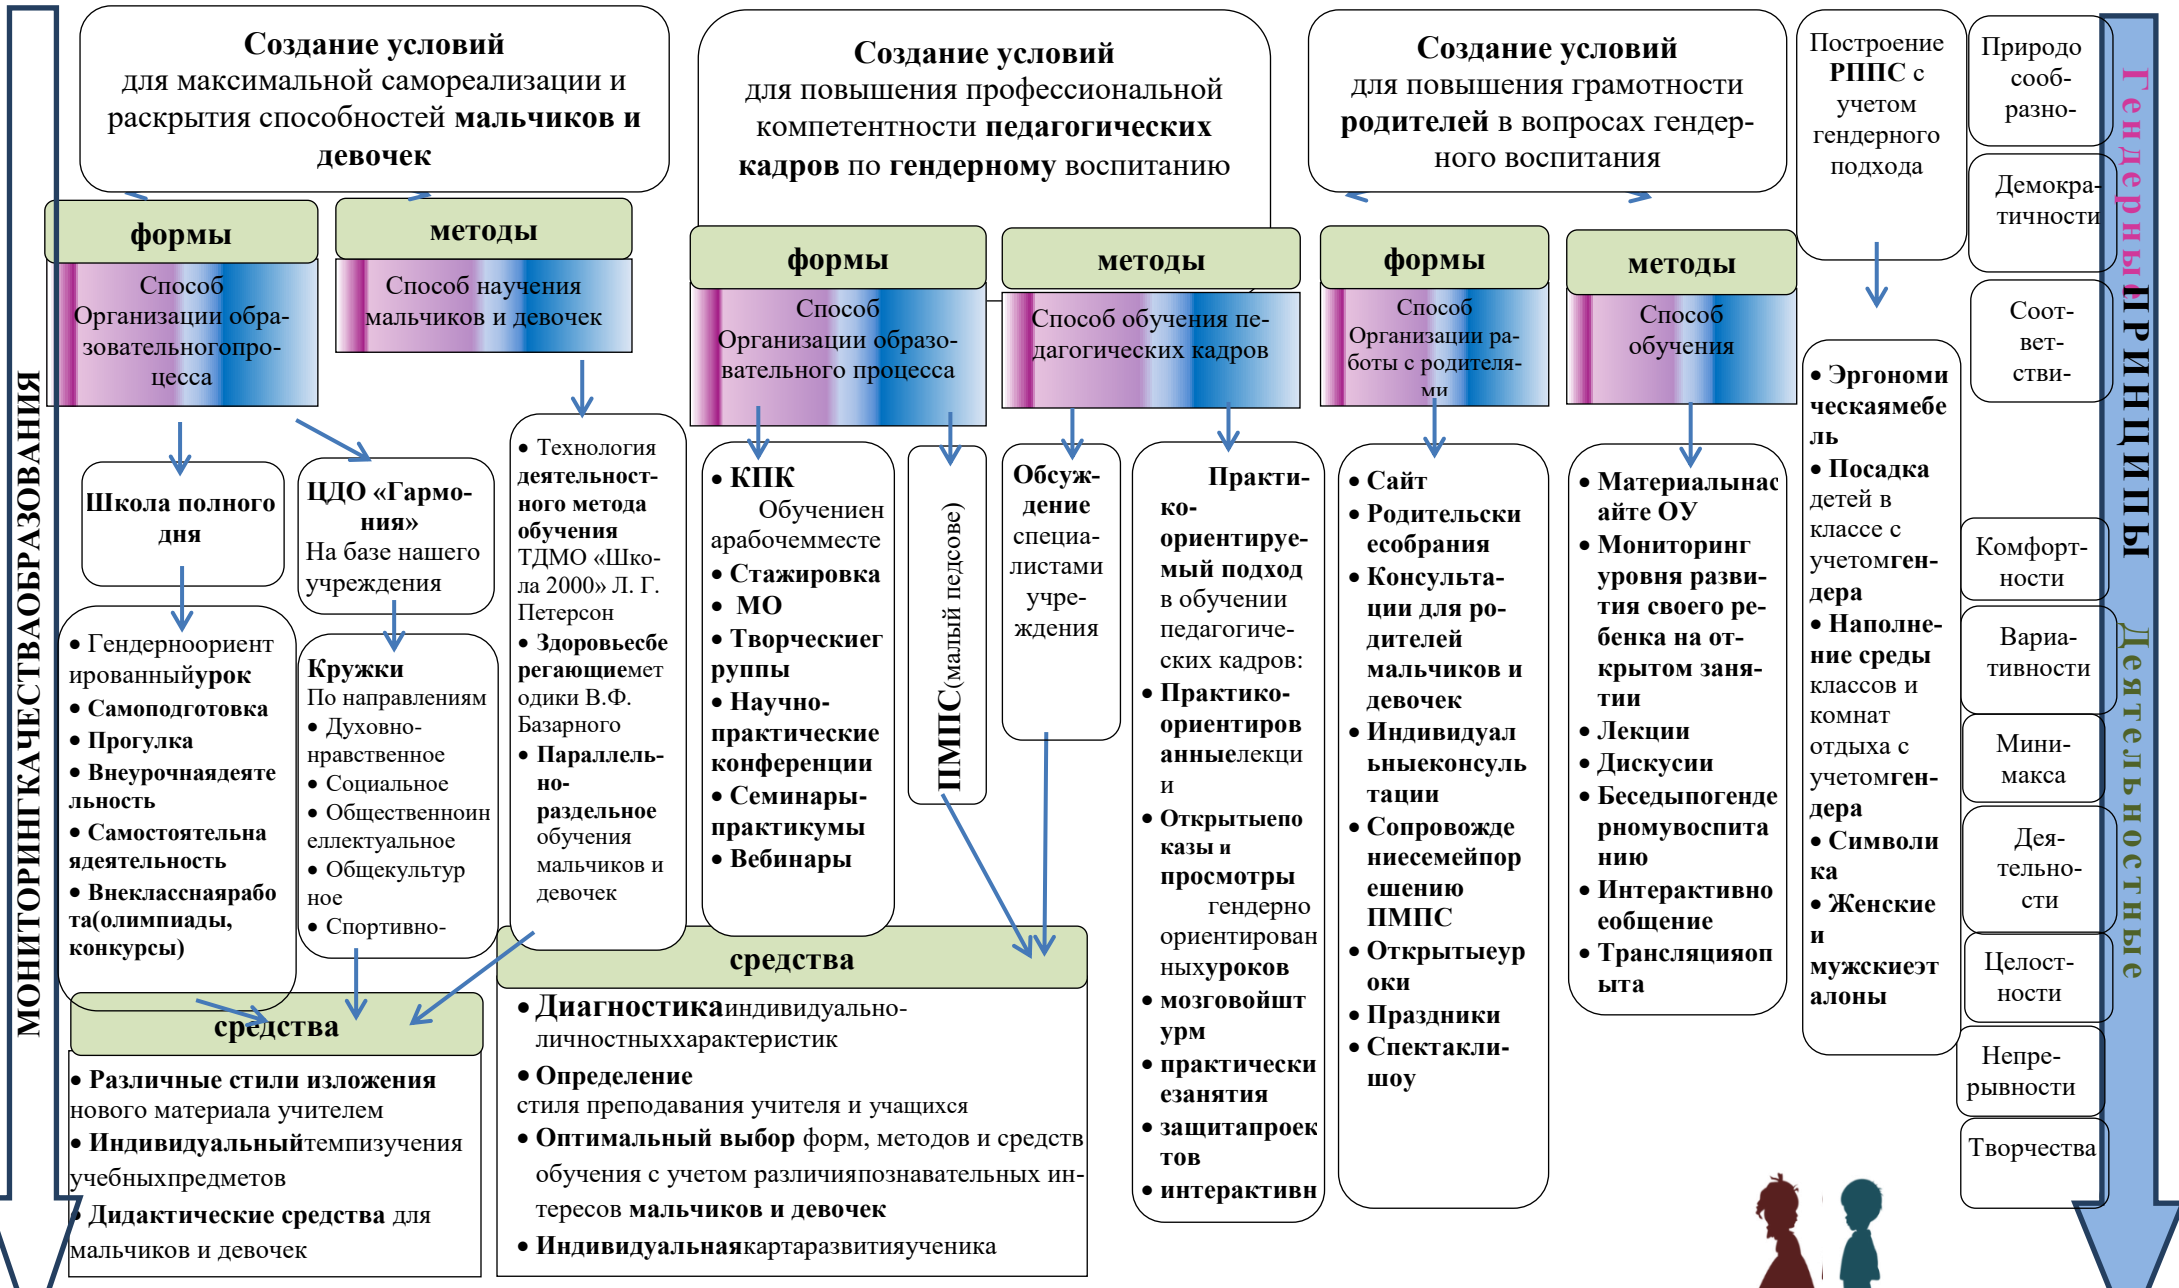 МОНИТОРИНГКАЧЕСТВАОБРАЗОВАНИЯ
Создание условий
для максимальной самореализации и
раскрытия способностей мальчиков и
девочек
формы
Способ
Организации обра-
зовательногопро-
цесса
методы
Способ научения
мальчиков и девочек
Школа полного
дня
ЦДО «Гармо-
ния»
На базе нашего
учреждения
• Гендерноориент
ированныйурок
• Самоподготовка
• Прогулка
• Внеурочнаядеяте
льность
• Самостоятельна
ядеятельность
• Внекласснаярабо
та(олимпиады,
конкурсы)
Кружки
По направлениям
• Духовно-
нравственное
• Социальное
• Общественноин
еллектуальное
• Общекультур
ное
• Спортивно-
• Технология
деятельност-
ного метода
обучения
ТДМО «Шко-
ла 2000» Л. Г.
Петерсон
• Здоровьесбе
регающиемет
одики В.Ф.
Базарного
• Параллель-
но-
раздельное
обучения
мальчиков и
девочек
средства
• Различные стили изложения
нового материала учителем
• Индивидуальныйтемпизучения
учебныхпредметов
• Дидактические средства для
мальчиков и девочек
Создание условий
для повышения профессиональной
компетентности педагогических
кадров по гендерному воспитанию
формы
Способ
Организации образо-
вательного процесса
методы
Способ обучения пе-
дагогических кадров
• КПК
Обучениен
арабочемместе
• Стажировка
• МО
• Творческиег
руппы
• Научно-
практические
конференции
• Семинары-
практикумы
• Вебинары
ПМПС(малый педсове)
Обсуж-
дение
специа-
листами
учре-
ждения
Практи-
ко-
ориентируе-
мый подход
в обучении
педагогиче-
ских кадров:
• Практико-
ориентиров
анныелекци
и
• Открытыепо
казы и
просмотры
гендерно
ориентирован
ныхуроков
• мозговойшт
урм
• практически
езанятия
• защитапроек
тов
• интерактивн
средства
• Диагностикаиндивидуально-
личностныххарактеристик
• Определение
стиля преподавания учителя и учащихся
• Оптимальный выбор форм, методов и средств
обучения с учетом различияпознавательных ин-
тересов мальчиков и девочек
• Индивидуальнаякартаразвитияученика
Создание условий
для повышения грамотности
родителей в вопросах гендер-
ного воспитания
формы
Способ
Организации ра-
боты с родителя-
ми
методы
Способ
обучения
• Сайт
• Родительски
есобрания
• Консульта-
ции для ро-
дителей
мальчиков и
девочек
• Индивидуал
ьныеконсуль
тации
• Сопровожде
ниесемейпор
ешению
ПМПС
• Открытыеур
оки
• Праздники
• Спектакли-
шоу
• Материалынас
айте ОУ
• Мониторинг
уровня разви-
тия своего ре-
бенка на от-
крытом заня-
тии
• Лекции
• Дискусии
• Беседыпогенде
рномувоспита
нию
• Интерактивно
еобщение
• Трансляцияоп
ыта
Построение
РППС с
учетом
гендерного
подхода
• Эргономи
ческаямебе
ль
• Посадка
детей в
классе с
учетомген-
дера
• Наполне-
ние среды
классов и
комнат
отдыха с
учетомген-
дера
• Символи
ка
• Женские
и
мужскиеэт
алоны
Природо
сооб-
разно-
Демокра-
тичности
Соот-
вет-
стви-
Комфорт-
ности
Вариа-
тивности
Мини-
макса
Дея-
тельно-
сти
Целост-
ности
Непре-
рывности
Творчества
Гендерные
ПРИНЦИПЫ
Деятельностные